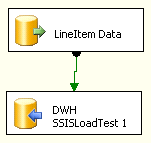 LineItem Data
DWH
SSISLoadTest 1